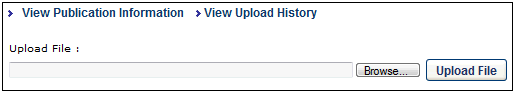 View Publication Information View Upload History
Upload File :
Browse... Upload File